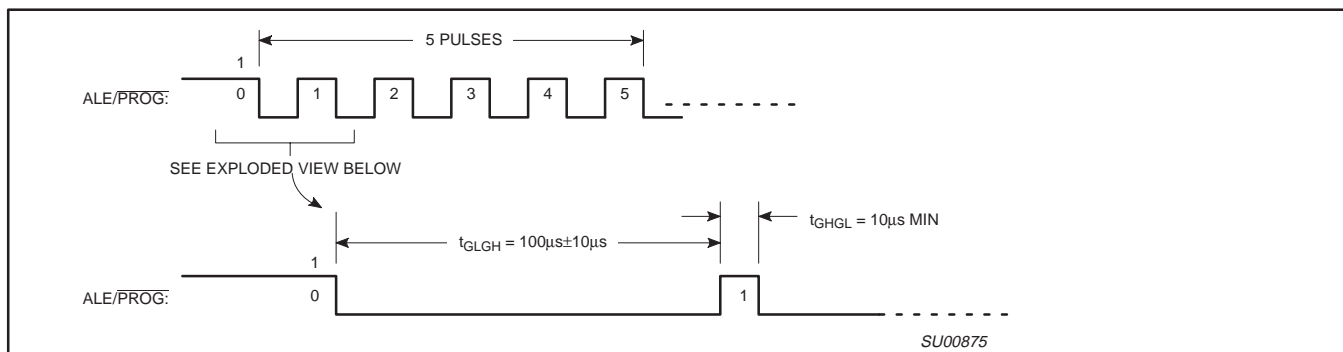 5 PULSES
1
ALE/PROG: 0 1 2 3 4 5
SEE EXPLODED VIEW BELOW
tGHGL = 10µs MIN
tGLGH = 100µs±10µs
1
ALE/PROG: 0 1
SU00875